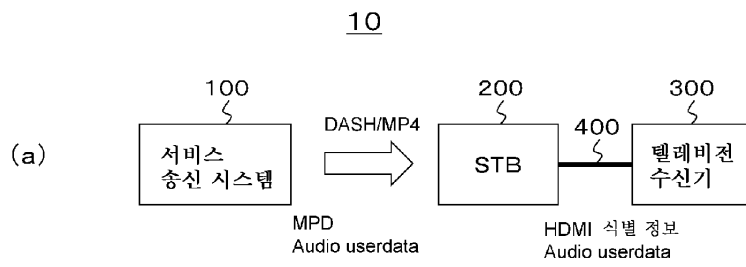 10
100
200
300
400
(a)
DASH/MP4
서비스
송신 시스템
STB
텔레비전
수신기
MPD
Audio userdata
HDMI 식별 정보
Audio userdata